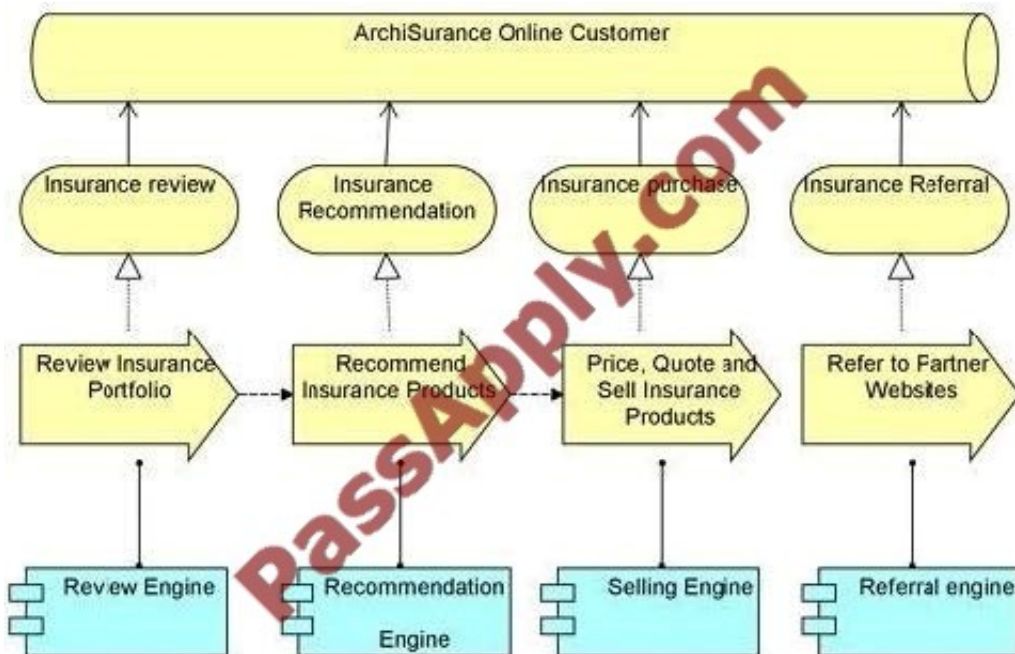 ArchiSurance Online Customer
Insurance review
Insurance
Recommendation
Insurance purchase
Insurance Referral
Review Insurance
Portfolio
Recommend
Insurance Products
Price, Quote and
Sell Insurance
Products
Refer to Partner
Websites
Review Engine
Recommendation
Engine
Selling Engine
Referral engine
PassApply.com